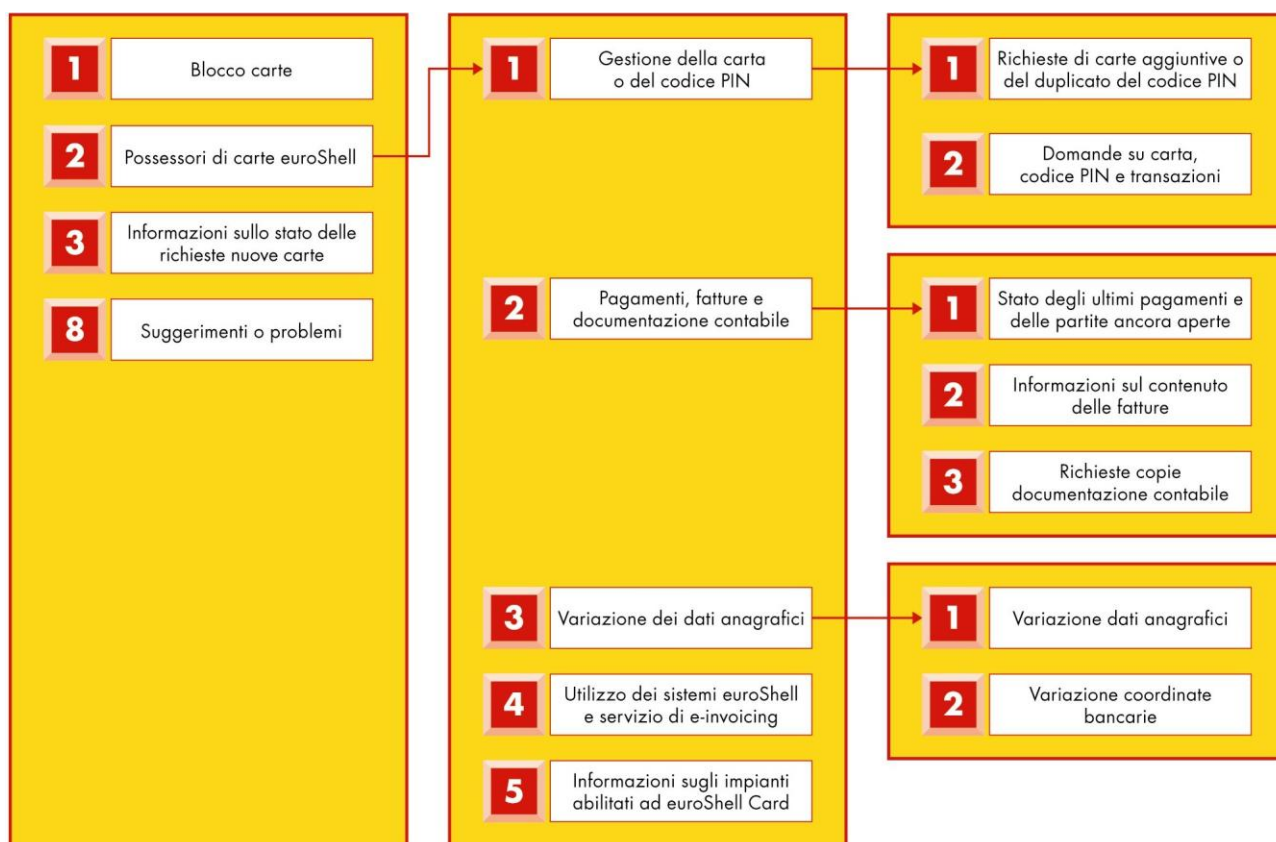 1
Blocco carte
2
Possessori di carte euroShell
3
Informazioni sullo stato delle
richieste nuove carte
8
Suggerimenti o problemi
1
Gestione della carta
o del codice PIN
2
Pagamenti, fatture e
documentazione contabile
3
Variazione dei dati anagrafici
4
Utilizzo dei sistemi euroShell
e servizio di e-invoicing
5
Informazioni sugli impianti
abilitati ad euroShell Card
1
Richieste di carte aggiuntive o
del duplicato del codice PIN
2
Domande su carta,
codice PIN e transazioni
1
Stato degli ultimi pagamenti e
delle partite ancora aperte
2
Informazioni sul contenuto
delle fatture
3
Richieste copie
documentazione contabile
1
Variazione dati anagrafici
2
Variazione coordinate
bancarie